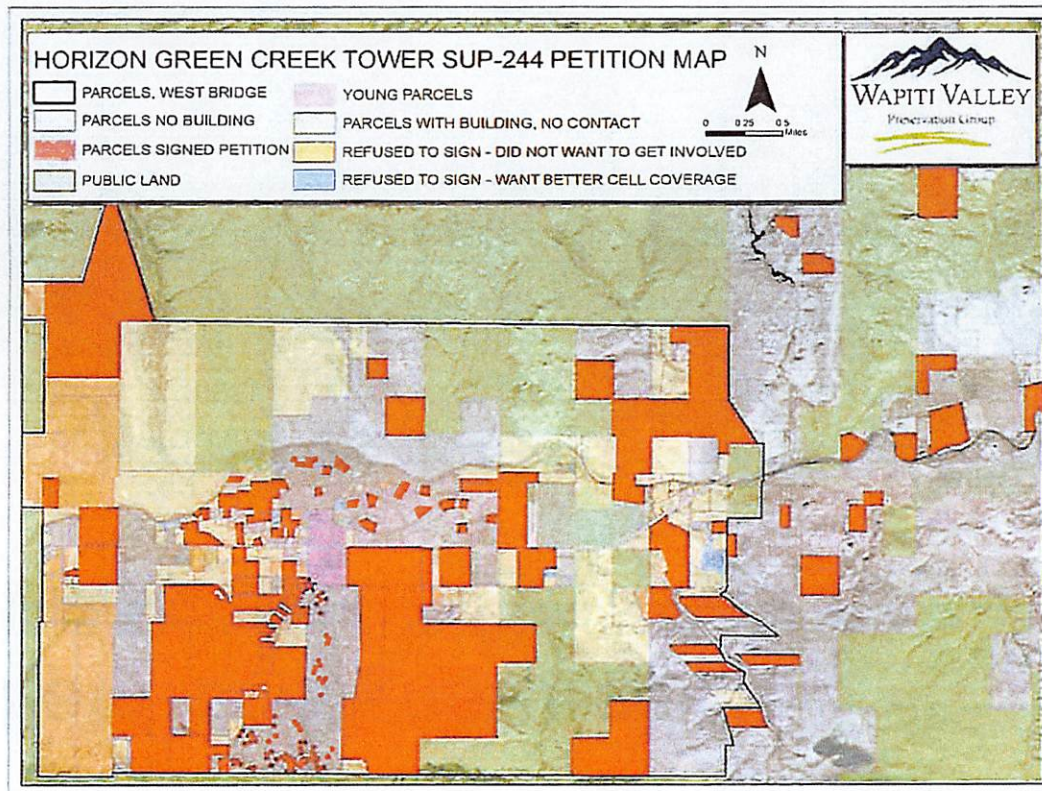 HORIZON GREEN CREEK TOWER SUP-244 PETITION MAP
PARCELS, WEST BRIDGE
PARCELS NO BUILDING
PARCELS SIGNED PETITION
PUBLIC LAND
YOUNG PARCELS
PARCELS WITH BUILDING, NO CONTACT
REFUSED TO SIGN - DID NOT WANT TO GET INVOLVED
REFUSED TO SIGN - WANT BETTER CELL COVERAGE
N
0 0.25 0.5
Miles
WAPITI VALLEY
Preservation Group